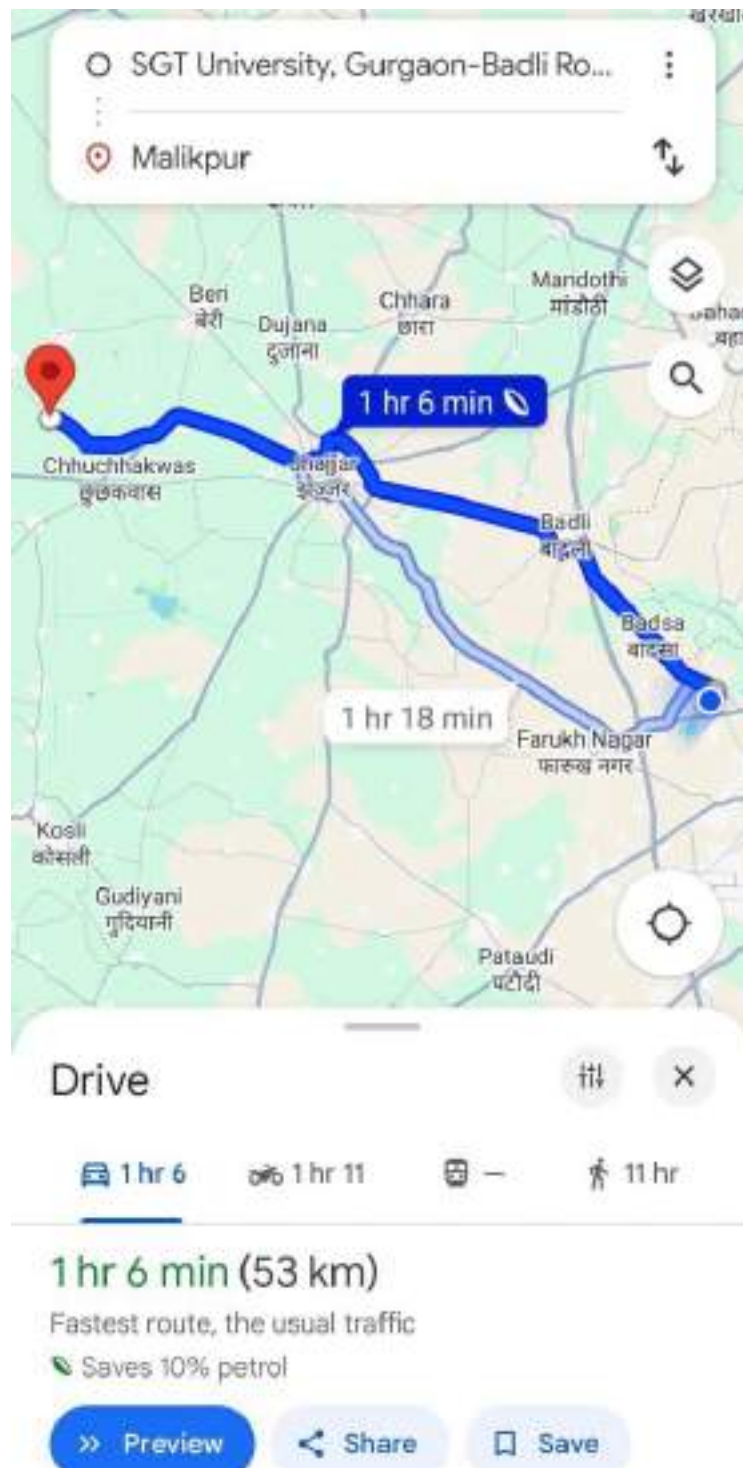 SGT University, Gurgaon-Badli Ro...
Malikpur
Beri
बेरी
Dujana
दुजाना
Chhara
छारा
Mandothi
मांडौठी
1 hr 6 min
Chhuchhakwas
छुछकवास
Jhajjar
झज्जर
Badli
Badsa
बादसा
1 hr 18 min
Farukh Nagar
फारुख नगर
Kosli
कोसली
Gudiyani
गुदियानी
Pataudi
पटौदी
Drive
1 hr 6
1 hr 11
—
11 hr
1 hr 6 min (53 km)
Fastest route, the usual traffic
Saves 10% petrol
Preview
Share
Save